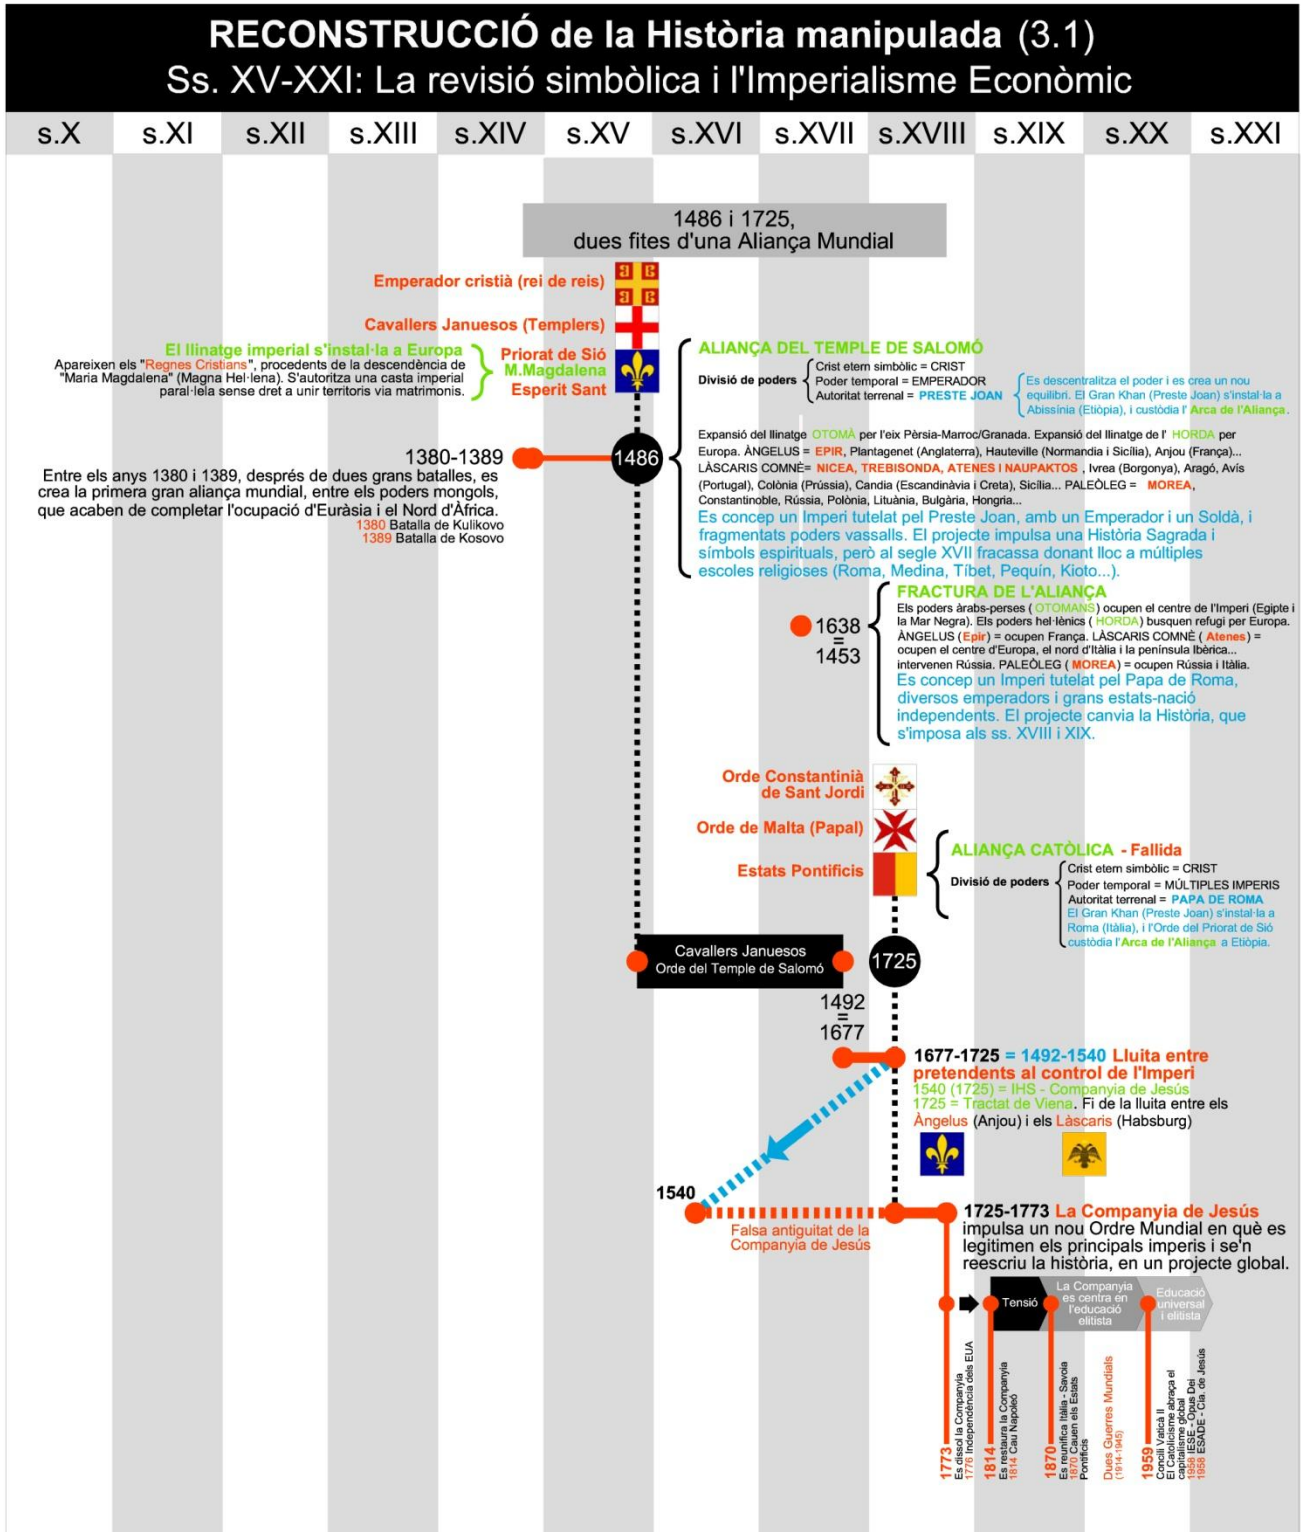 RECONSTRUCCIÓ de la Història manipulada (3.1)
Ss. XV-XXI: La revisió simbòlica i l'Imperialisme Econòmic
s.X s.XI s.XII s.XIII s.XIV s.XV s.XVI s.XVII s.XVIII s.XIX s.XX s.XXI
1486 i 1725,
dues fites d'una Aliança Mundial
Emperador cristià (rei de reis)
Cavallers Januesos (Templers)
El llinatge imperial s'instal·la a Europa
Apareixen els "Regnes Cristians", procedents de la descendència de
"Maria Magdalena" (Magna Hel·lena). S'autoritza una casta imperial
paral·lela sense dret a unir territoris via matrimonis.
Priorat de Sió
M.Magdalena
Esperit Sant
ALIANÇA DEL TEMPLE DE SALOMÓ
Divisió de poders
Crist etern simbòlic = CRIST
Poder temporal = EMPERADOR
Autoritat terrenal = PRESTE JOAN
Es descentralitza el poder i es crea un nou
equilibri. El Gran Khan (Preste Joan) s'instal·la a
Abissínia (Etiòpia), i custòdia l' Arca de l'Aliança.
Expansió del llinatge OTOMÀ per l'eix Pèrsia-Marroc/Granada. Expansió del llinatge de l' HORDA per
Europa. ÀNGELUS= EPIR, Plantagenet (Anglaterra), Hauteville (Normandia i Sicília), Anjou (França)...
LÀSCARIS COMNÈ= NICEA, TREBISONDA, ATENES I NAUPAKTOS , Ivrea (Borgonya), Aragó, Avís
(Portugal), Colònia (Prússia), Candia (Escandinàvia i Creta), Sicília... PALEÒLEG = MOREA,
Constantnoble, Rússia, Polònia, Lituània, Bulgària, Hongria...
Es concep un Imperi tutelat pel Preste Joan, amb un Emperador i un Soldà, i
fragmentats poders vassalls. El projecte impulsa una Història Sagrada i
símbols espirituals, però al segle XVII fracassa donant lloc a múltiples
escoles religioses (Roma, Medina, Tíbet, Pequín, Kioto...).
1380-1389
1486
Entre els anys 1380 i 1389, després de dues grans batalles, es
crea la primera gran aliança mundial, entre els poders mongols,
que acaben de completar l'ocupació d'Euràsia i el Nord d'Àfrica.
1380 Batalla de Kulikovo
1389 Batalla de Kosovo
1638
=
1453
FRACTURA DE L'ALIANÇA
Els poders àrabs-perses ( OTOMANS) ocupen el centre de l'Imperi (Egipte i
la Mar Negra). Els poders hel·lènics ( HORDA) busquen refugi per Europa.
ÀNGELUS (Epir) = ocupen França. LÀSCARIS COMNÈ ( Atenes) =
ocupen el centre d'Europa, el nord d'Itàlia i la península Ibèrica...
intervenen Rússia. PALEÒLEG ( MOREA) = ocupen Rússia i Itàlia.
Es concep un Imperi tutelat pel Papa de Roma,
diversos emperadors i grans estats-nació
independents. El projecte canvia la Història, que
s'imposa als ss. XVIII i XIX.
Orde Constantinià
de Sant Jordi
Orde de Malta (Papal)
Estats Pontificis
ALIANÇA CATÒLICA - Fallida
Divisió de poders
Crist etern simbòlic = CRIST
Poder temporal = MÚLTIPLES IMPERIS
Autoritat terrenal = PAPA DE ROMA
El Gran Khan (Preste Joan) s'instal·la a
Roma (Itàlia), i l'Orde del Priorat de Sió
custòdia l'Arca de l'Aliança a Etiòpia.
Cavallers Januesos
Orde del Temple de Salomó
1725
1492
=
1677
1677-1725 = 1492-1540 Lluita entre
pretendents al control de l'Imperi
1540 (1725) = IHS - Companyia de Jesús
1725 = Tractat de Viena. Fi de la lluita entre els
Àngelus (Anjou) i els Làscaris (Habsburg)
1540
Falsa antiguitat de la
Companyia de Jesús
1725-1773 La Companyia de Jesús
impulsa un nou Ordre Mundial en què es
legitimen els principals imperis i se'n
reescriu la història, en un projecte global.
Tensió
La Companyia
es centra en
l'educació
elitista
Educació
universal
i elitista
1773
Es dissol la Companyia
1776 Independència dels EUA
1814
Es restaura la Companyia
1814 Cau Napoleó
1870
Es reunifica Itàlia - Savoia
1870 Cauen els Estats
Pontificis
Dues Guerres Mundials
(1914-1945)
1959
Concili Vaticà II
El Catolicisme abraça el
capitalisme global
1958 IESE - Opus Dei
1958 ESADE - Cia. de Jesús